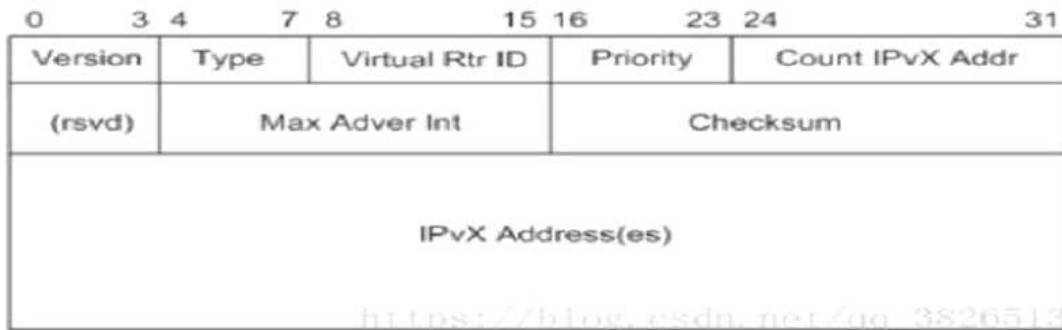 0 3 4 7 8 15 16 23 24 31
Version Type Virtual Rtr ID Priority Count IPvX Addr
(rsvd) Max Adver Int Checksum
IPvX Address(es)
https://blog.csdn.net/qq_3826513